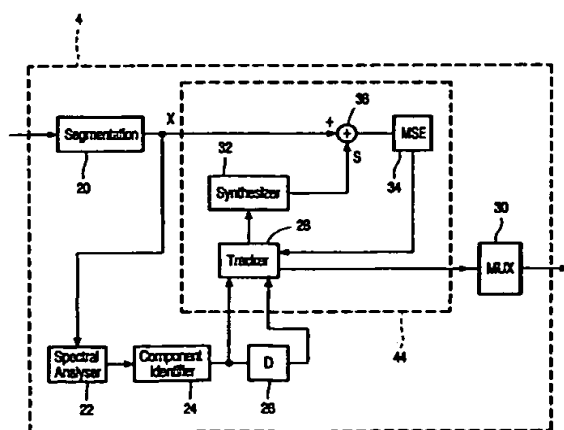 4
Segmentation
20
X
+
36
+
MSE
34
S
32
Synthesizer
28
Tracker
30
MUX
44
Spectral
Analyser
22
Component
Identifier
24
D
26